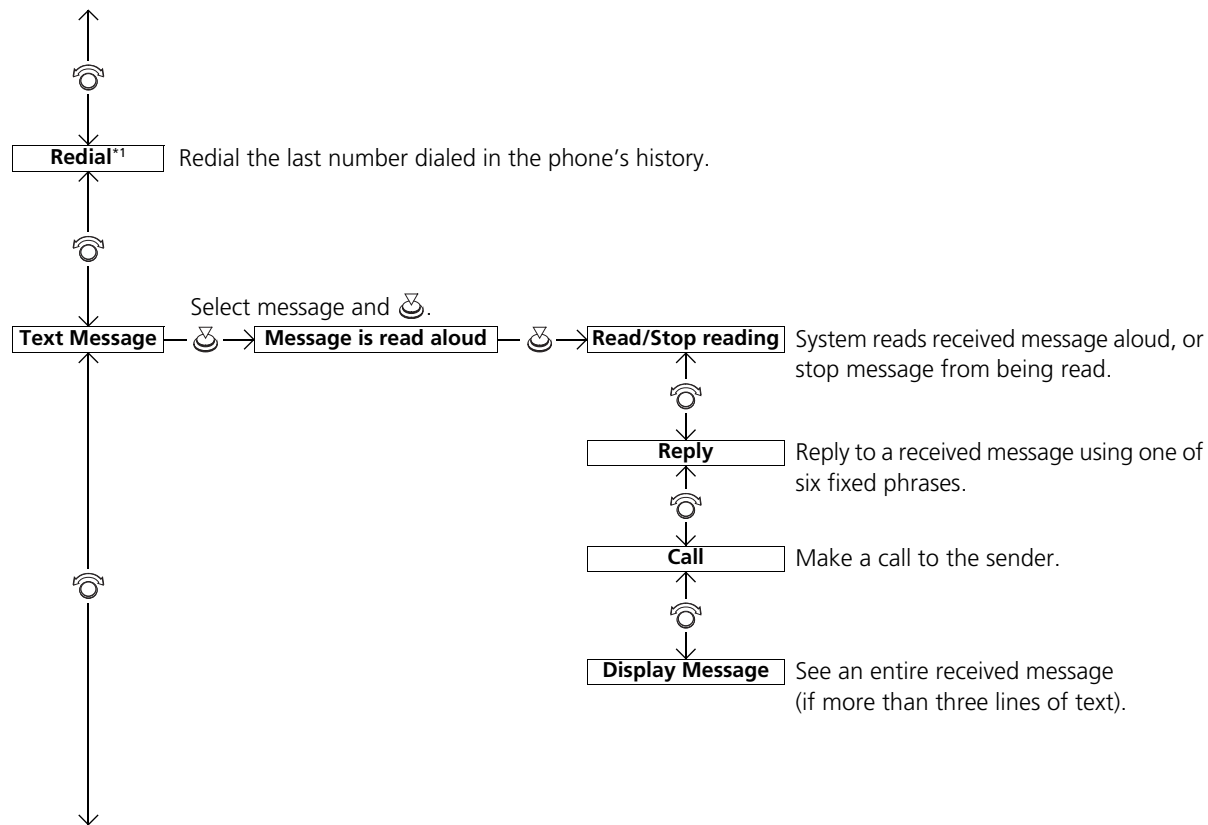 Redial*1 Redial the last number dialed in the phone’s history.
Select message and .
Text Message Message is read aloud Read/Stop reading System reads received message aloud, or
stop message from being read.
Reply Reply to a received message using one of
six fixed phrases.
Call Make a call to the sender.
Display Message See an entire received message
(if more than three lines of text).